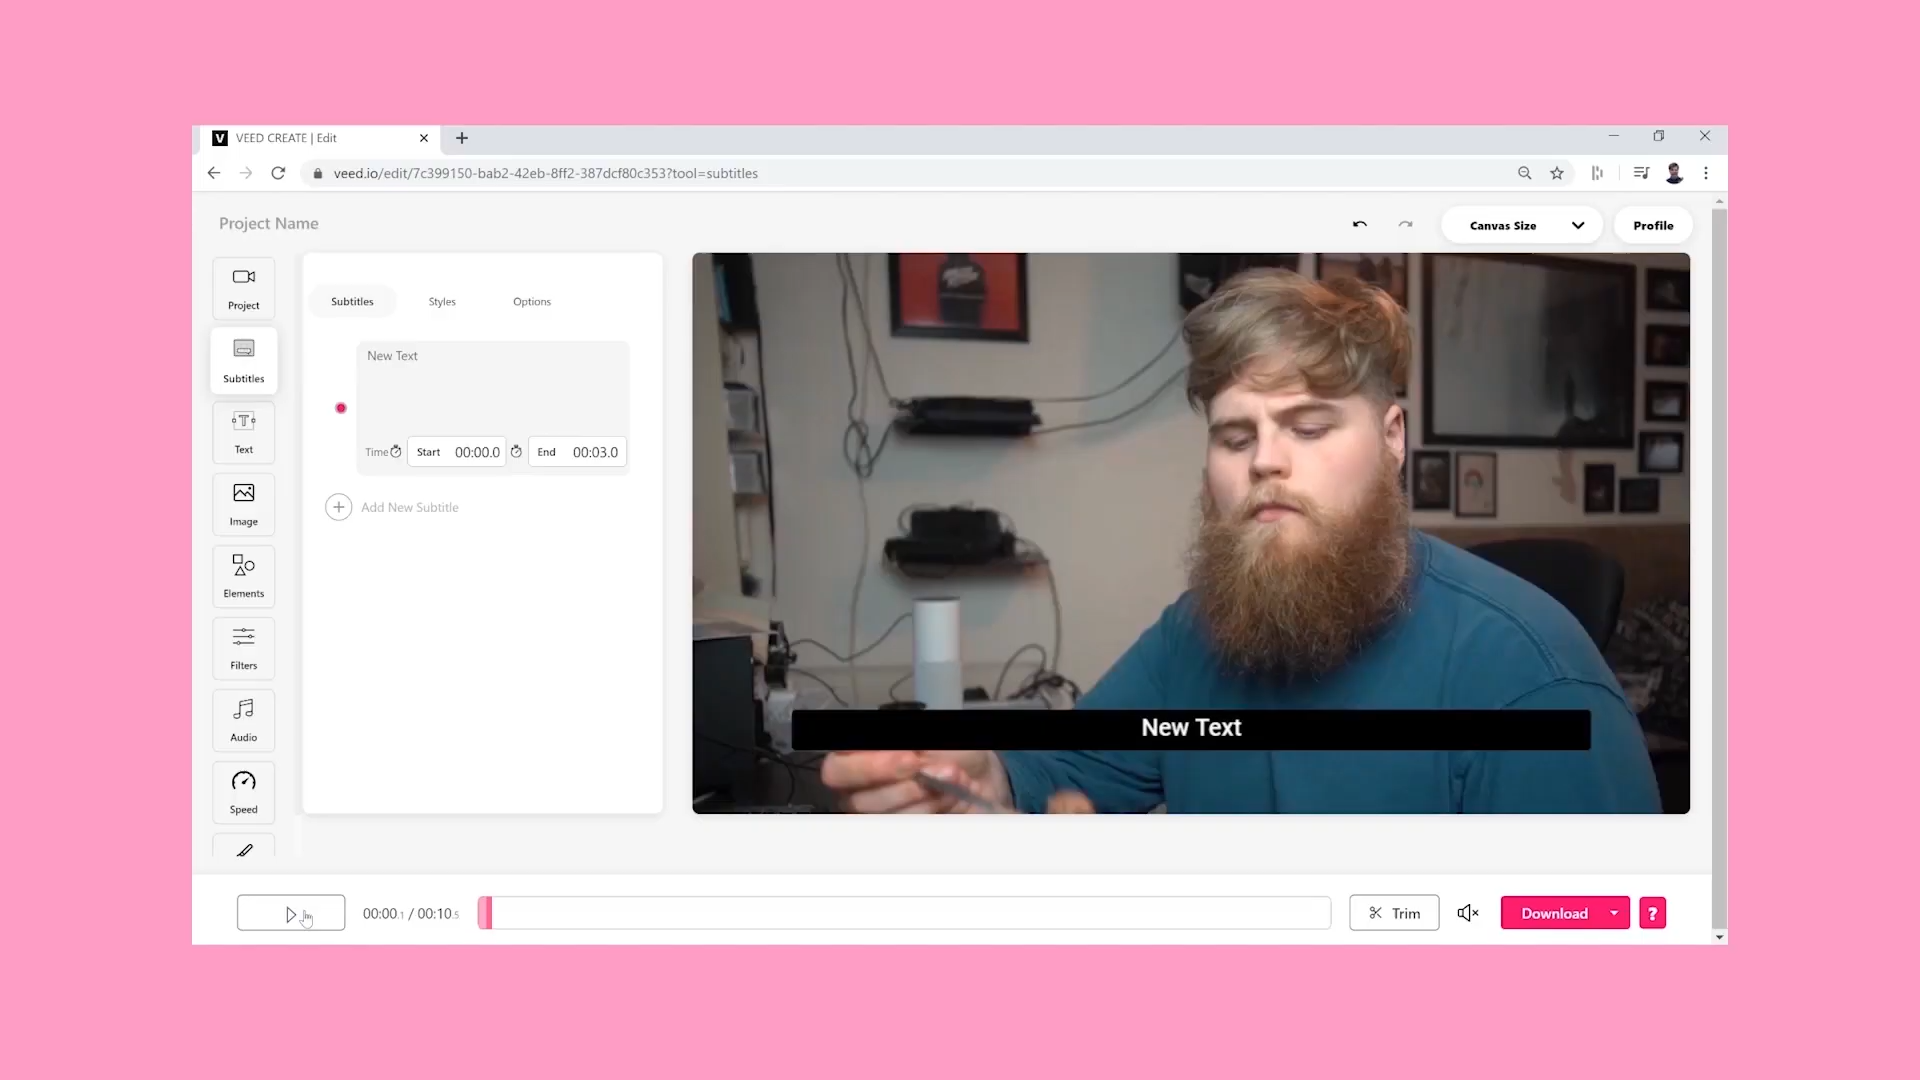 V VEED CREATE | Edit
veed.io/edit/7c399150-bab2-42eb-8ff2-387dcf80c353?tool=subtitles
Project Name
Canvas Size
Profile
Project
Subtitles
Text
Image
Elements
Filters
Audio
Speed
Subtitles Styles Options
New Text
Time Start 00:00.0 End 00:03.0
Add New Subtitle
New Text
00:00.1 / 00:10.5
Trim
Download
?